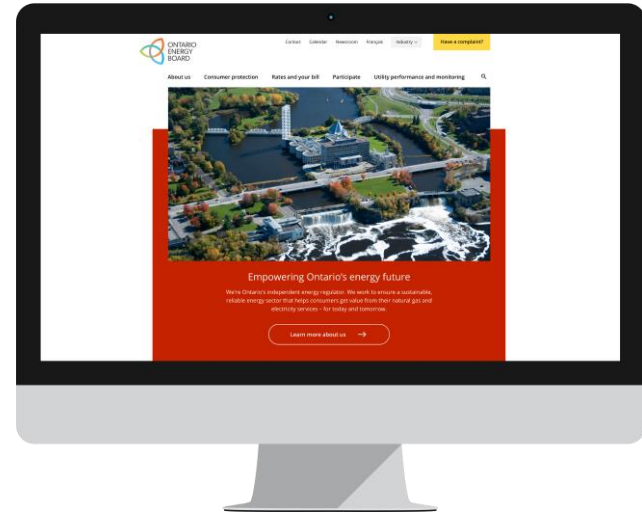 ONTARIO
ENERGY
BOARD
Contact Calendar Newsroom Français Industry Have a complaint?
About us Consumer protection Rates and your bill Participate Utility performance and monitoring
Empowering Ontario's energy future
We're Ontario's independent energy regulator. We work to ensure a sustainable,
reliable energy sector that helps consumers get value from their natural gas and
electricity services – for today and tomorrow.
Learn more about us →